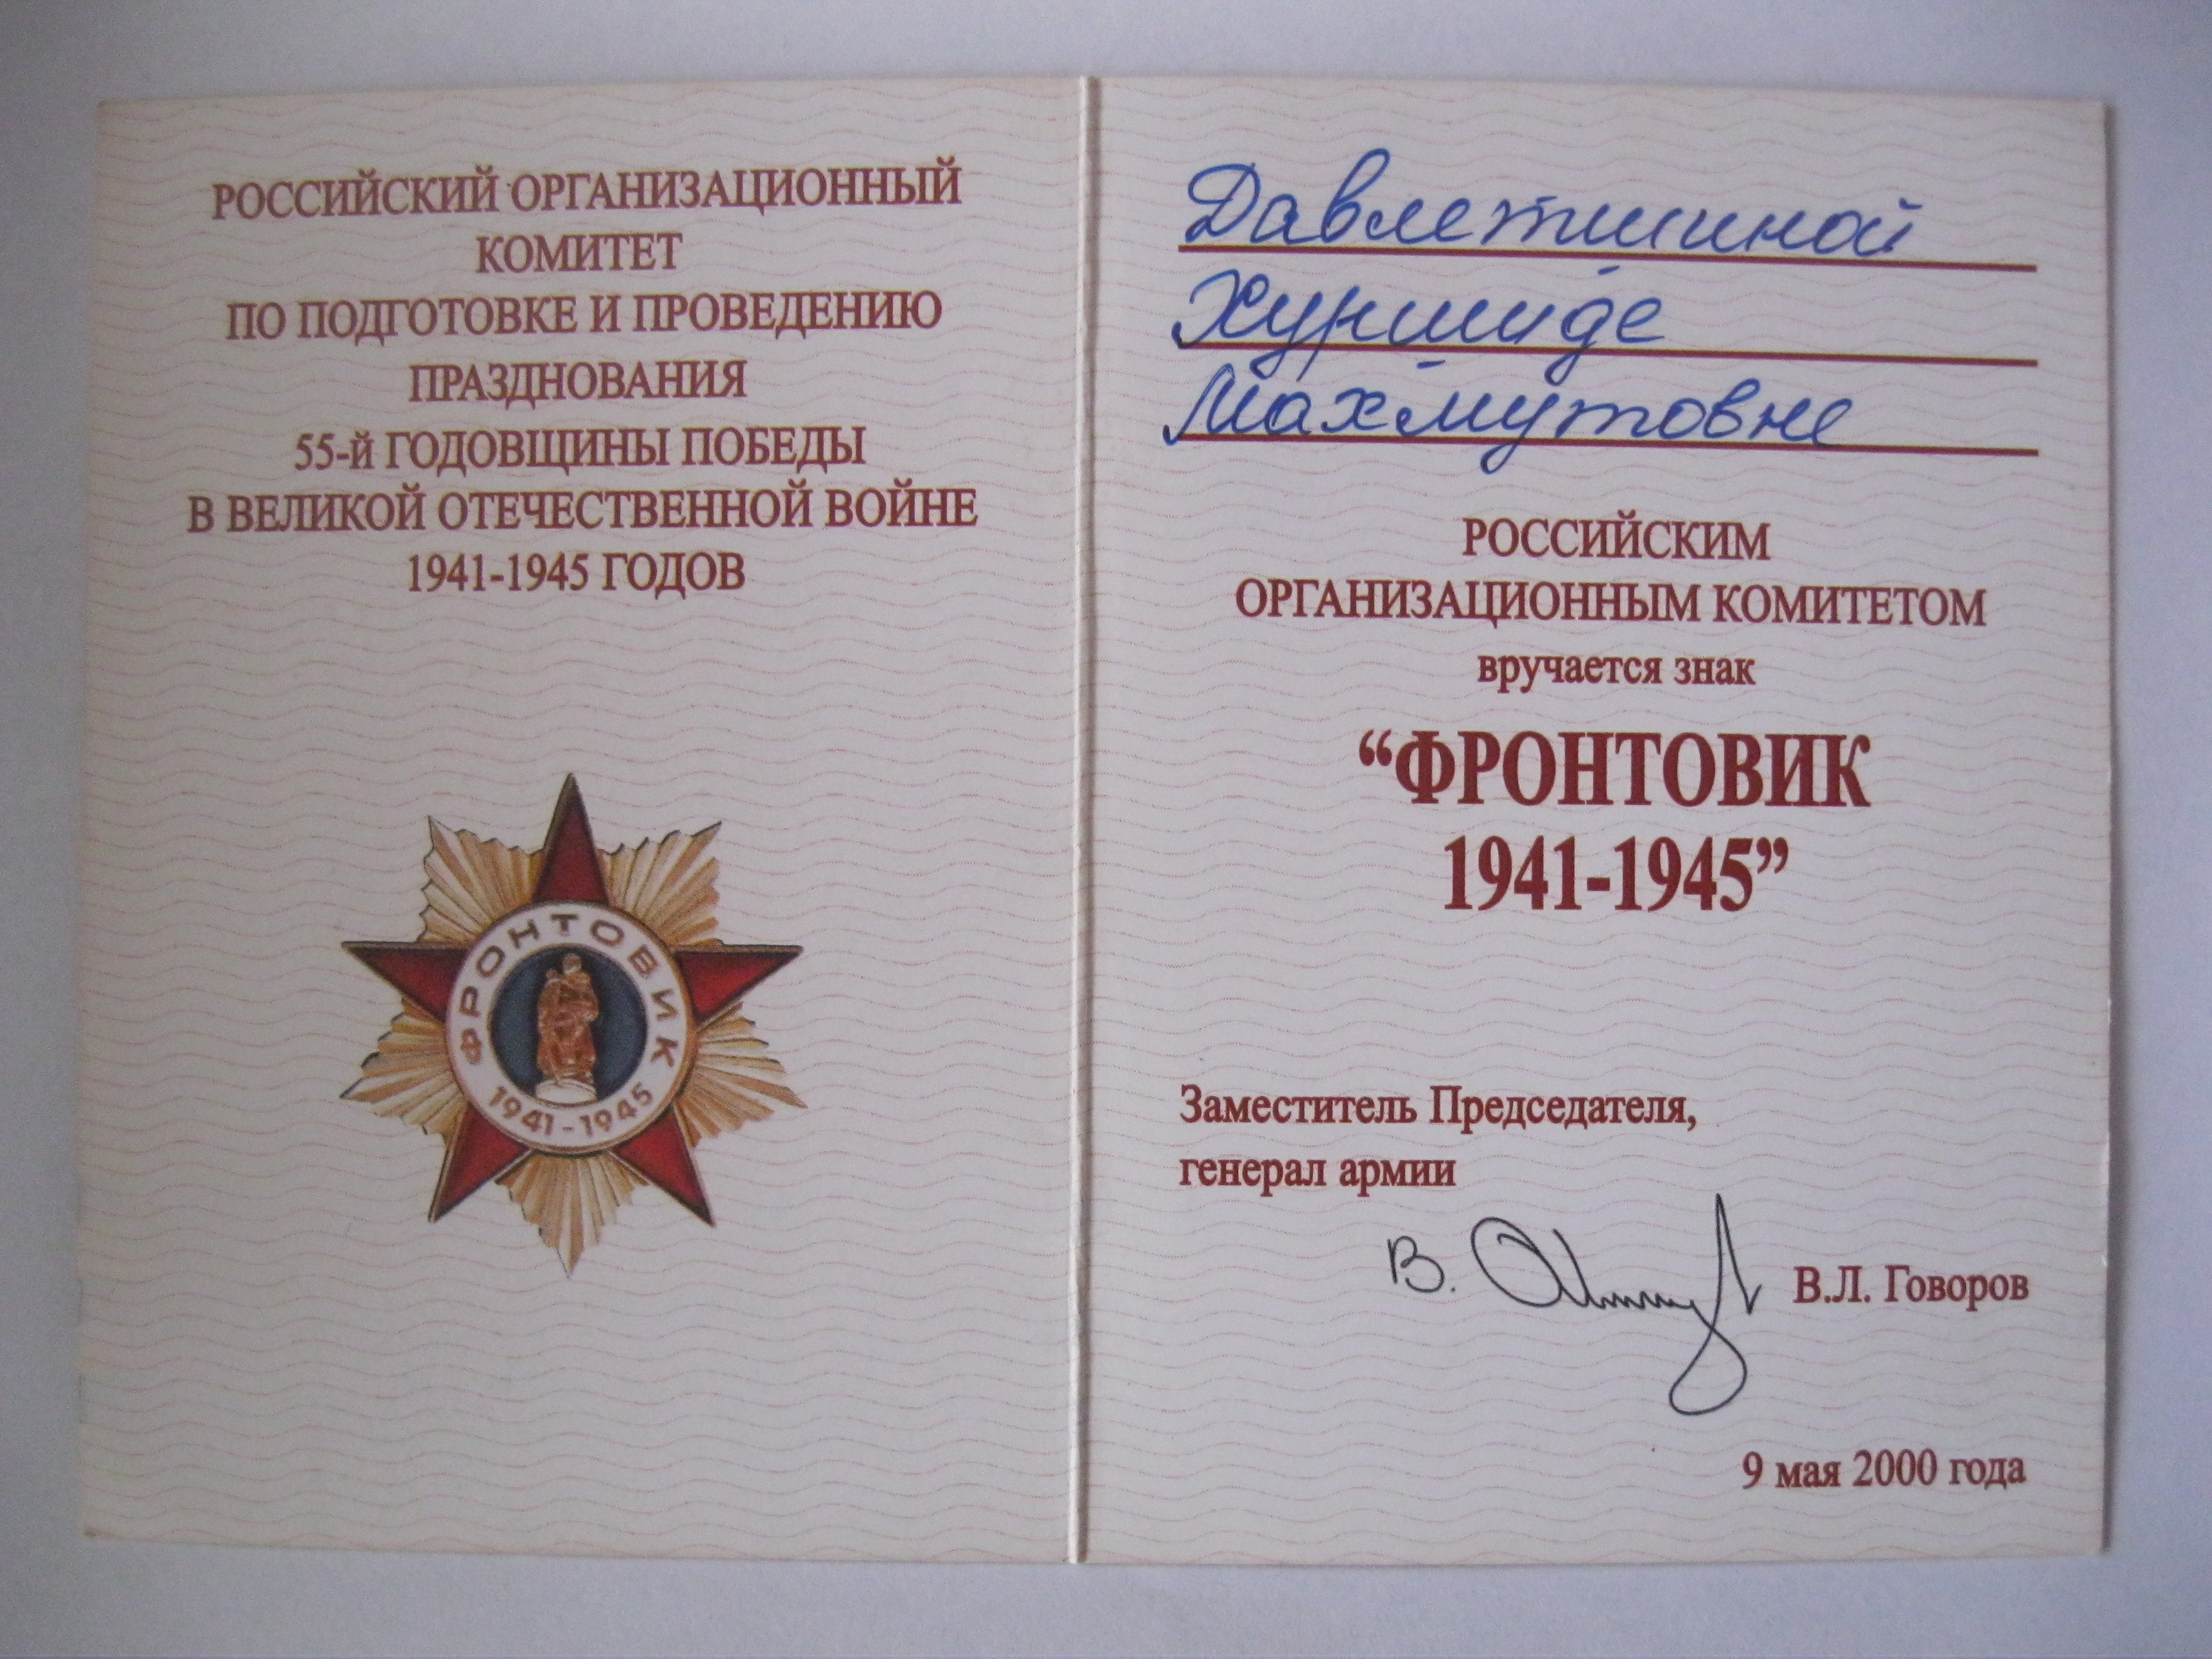 РОССИЙСКИЙ ОРГАНИЗАЦИОННЫЙ
КОМИТЕТ
ПО ПОДГОТОВКЕ И ПРОВЕДЕНИЮ
ПРАЗДНОВАНИЯ
55-й ГОДОВЩИНЫ ПОБЕДЫ
В ВЕЛИКОЙ ОТЕЧЕСТВЕННОЙ ВОЙНЕ
1941-1945 ГОДОВ
ФРОНТОВИК
1941-1945
Давлетшиной
Хуршиде
Махмутовне
РОССИЙСКИМ
ОРГАНИЗАЦИОННЫМ КОМИТЕТОМ
вручается знак
“ФРОНТОВИК
1941-1945”
Заместитель Председателя,
генерал армии
В.Л. Говоров
9 мая 2000 года